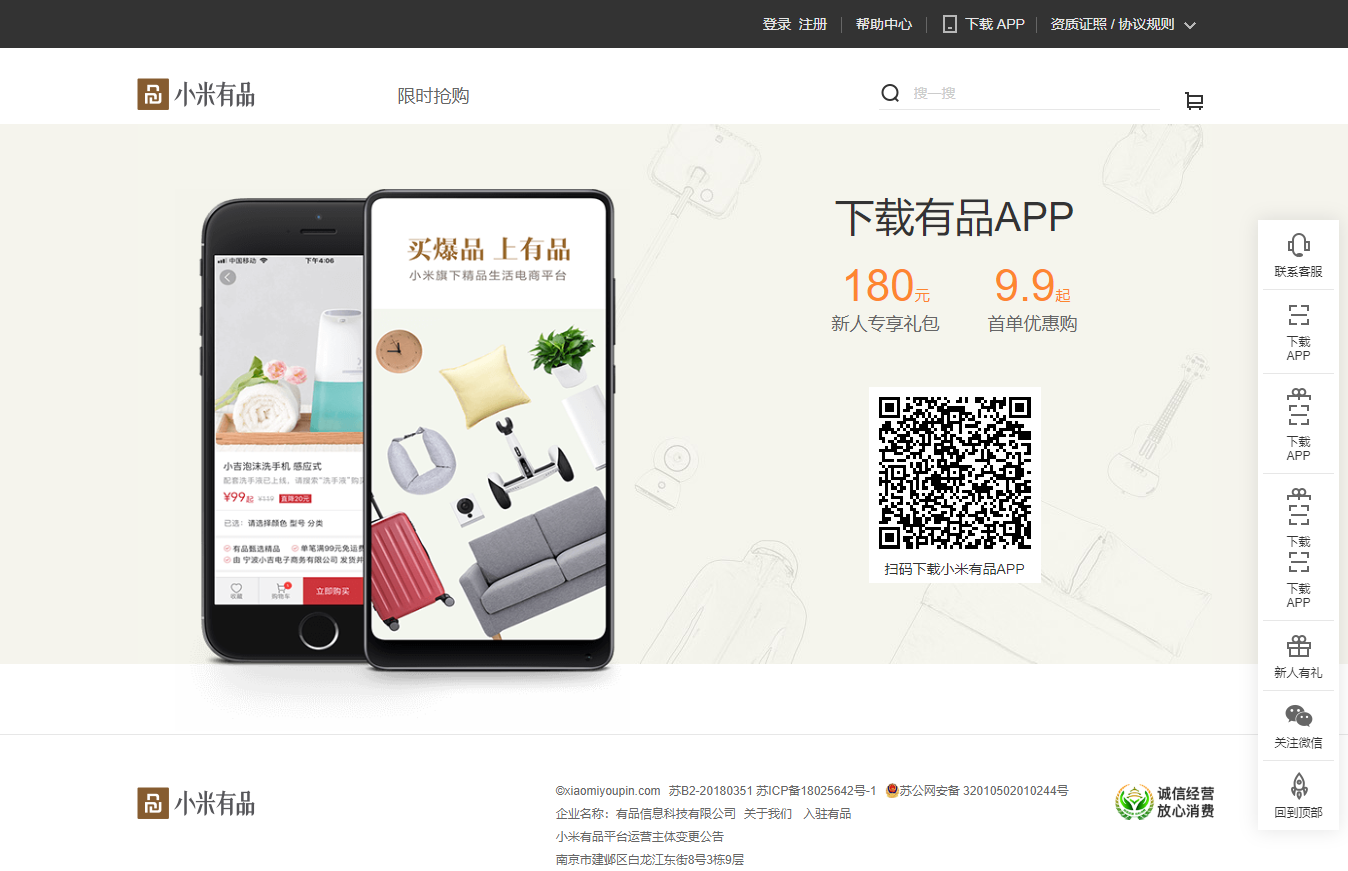 登录 注册 帮助中心 下载 APP 资质证照 / 协议规则
小米有品 限时抢购 搜一搜
下载有品APP
180元 9.9起
新人专享礼包 首单优惠购
扫码下载小米有品APP
中国移动 下午4:06
小吉泡沫洗手机 感应式
配套洗手液已上线，请搜索“洗手液”购买
¥99起 ¥119 直降20元
已选：请选择颜色 型号 分类
有品甄选精品 单笔满99元免运费
由 宁波小吉电子商务有限公司 发货并
收藏 购物车 立即购买
买爆品 上有品
小米旗下精品生活电商平台
联系客服
下载
APP
下载
APP
下载
下载
APP
新人有礼
关注微信
回到顶部
小米有品
©xiaomiyoupin.com 苏B2-20180351 苏ICP备18025642号-1 苏公网安备 32010502010244号
企业名称：有品信息科技有限公司 关于我们 入驻有品
小米有品平台运营主体变更公告
南京市建邺区白龙江东街8号3栋9层
诚信经营
放心消费